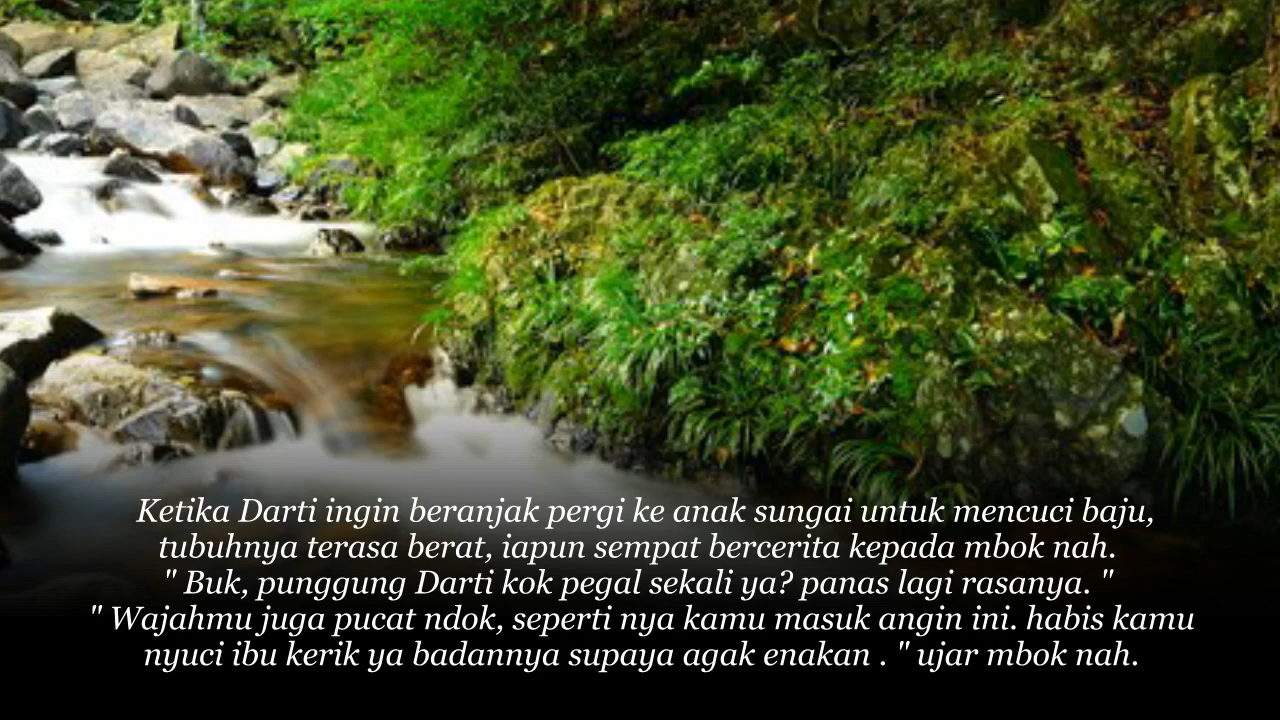 Ketika Darti ingin beranjak pergi ke anak sungai untuk mencuci baju,
tubuhnya terasa berat, iapun sempat bercerita kepada mbok nah.
" Buk, punggung Darti kok pegal sekali ya? panas lagi rasanya. "
" Wajahmu juga pucat ndok, seperti nya kamu masuk angin ini. habis kamu
nyuci ibu kerik ya badannya supaya agak enakan . " ujar mbok nah.